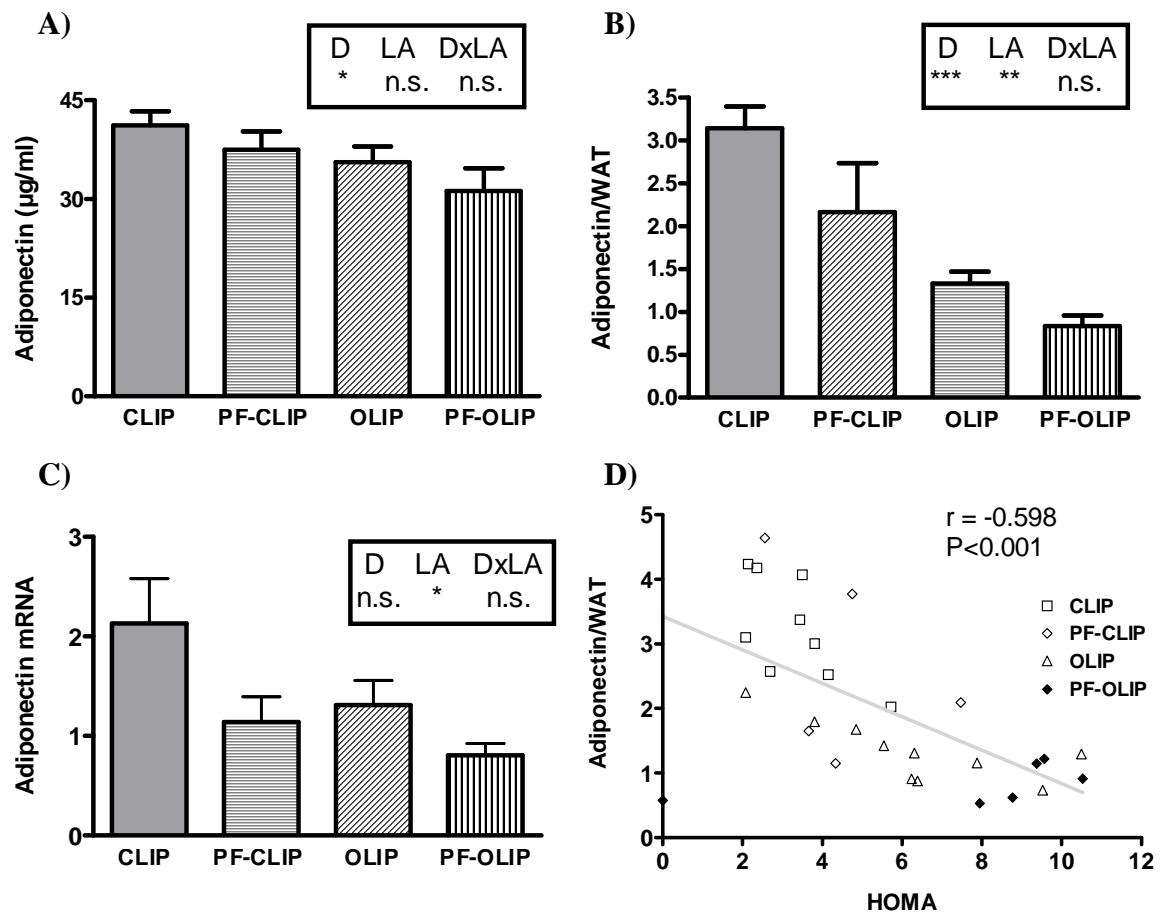 A)
D LA DxLA
* n.s. n.s.
Adiponectin (µg/ml)
45
30
15
0
CLIP PF-CLIP OLIP PF-OLIP
B)
D LA DxLA
*** ** n.s.
Adiponectin/WAT
3.5
3.0
2.5
2.0
1.5
1.0
0.5
0.0
CLIP PF-CLIP OLIP PF-OLIP
C)
D LA DxLA
n.s. * n.s.
Adiponectin mRNA
3
2
1
0
CLIP PF-CLIP OLIP PF-OLIP
D)
r = -0.598
P<0.001
CLIP
PF-CLIP
OLIP
PF-OLIP
Adiponectin/WAT
5
4
3
2
1
0
0 2 4 6 8 10 12
HOMA